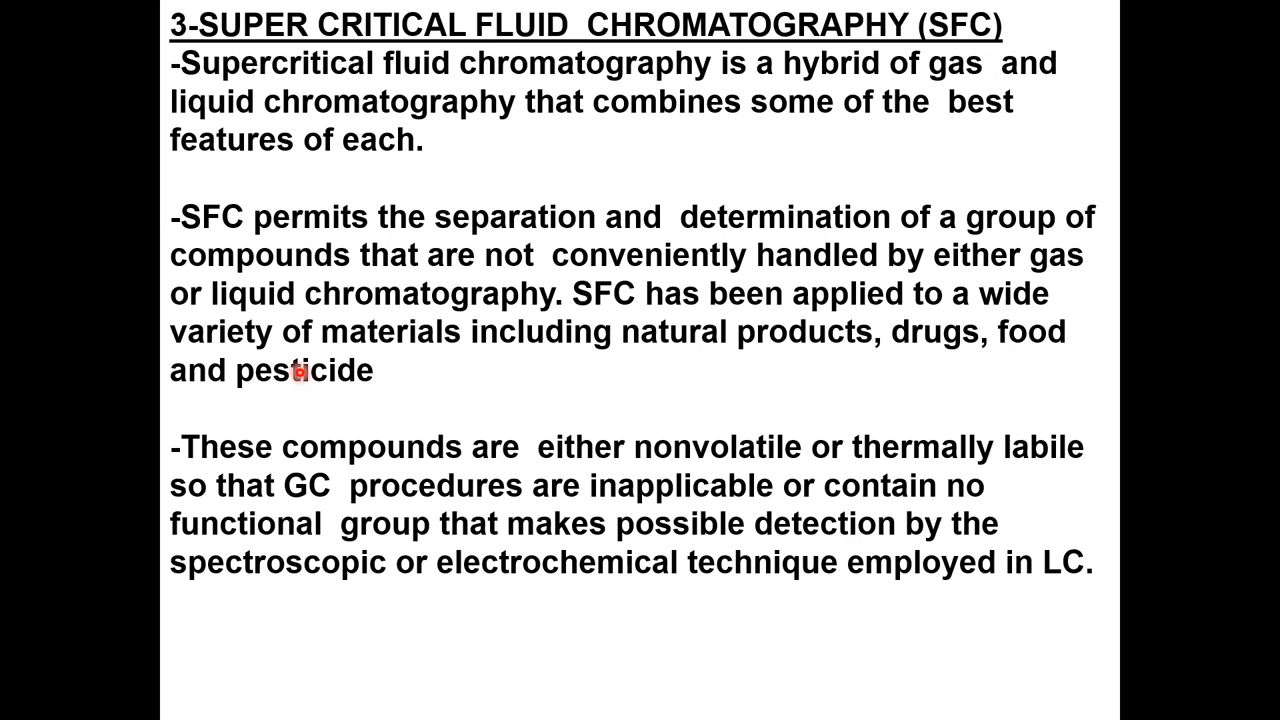 3-SUPER CRITICAL FLUID  CHROMATOGRAPHY (SFC)
-Supercritical fluid chromatography is a hybrid of gas  and
liquid chromatography that combines some of the  best
features of each.
-SFC permits the separation and  determination of a group of
compounds that are not  conveniently handled by either gas
or liquid chromatography. SFC has been applied to a wide
variety of materials including natural products, drugs, food
and pesticide
-These compounds are  either nonvolatile or thermally labile
so that GC  procedures are inapplicable or contain no
functional  group that makes possible detection by the
spectroscopic or electrochemical technique employed in LC.